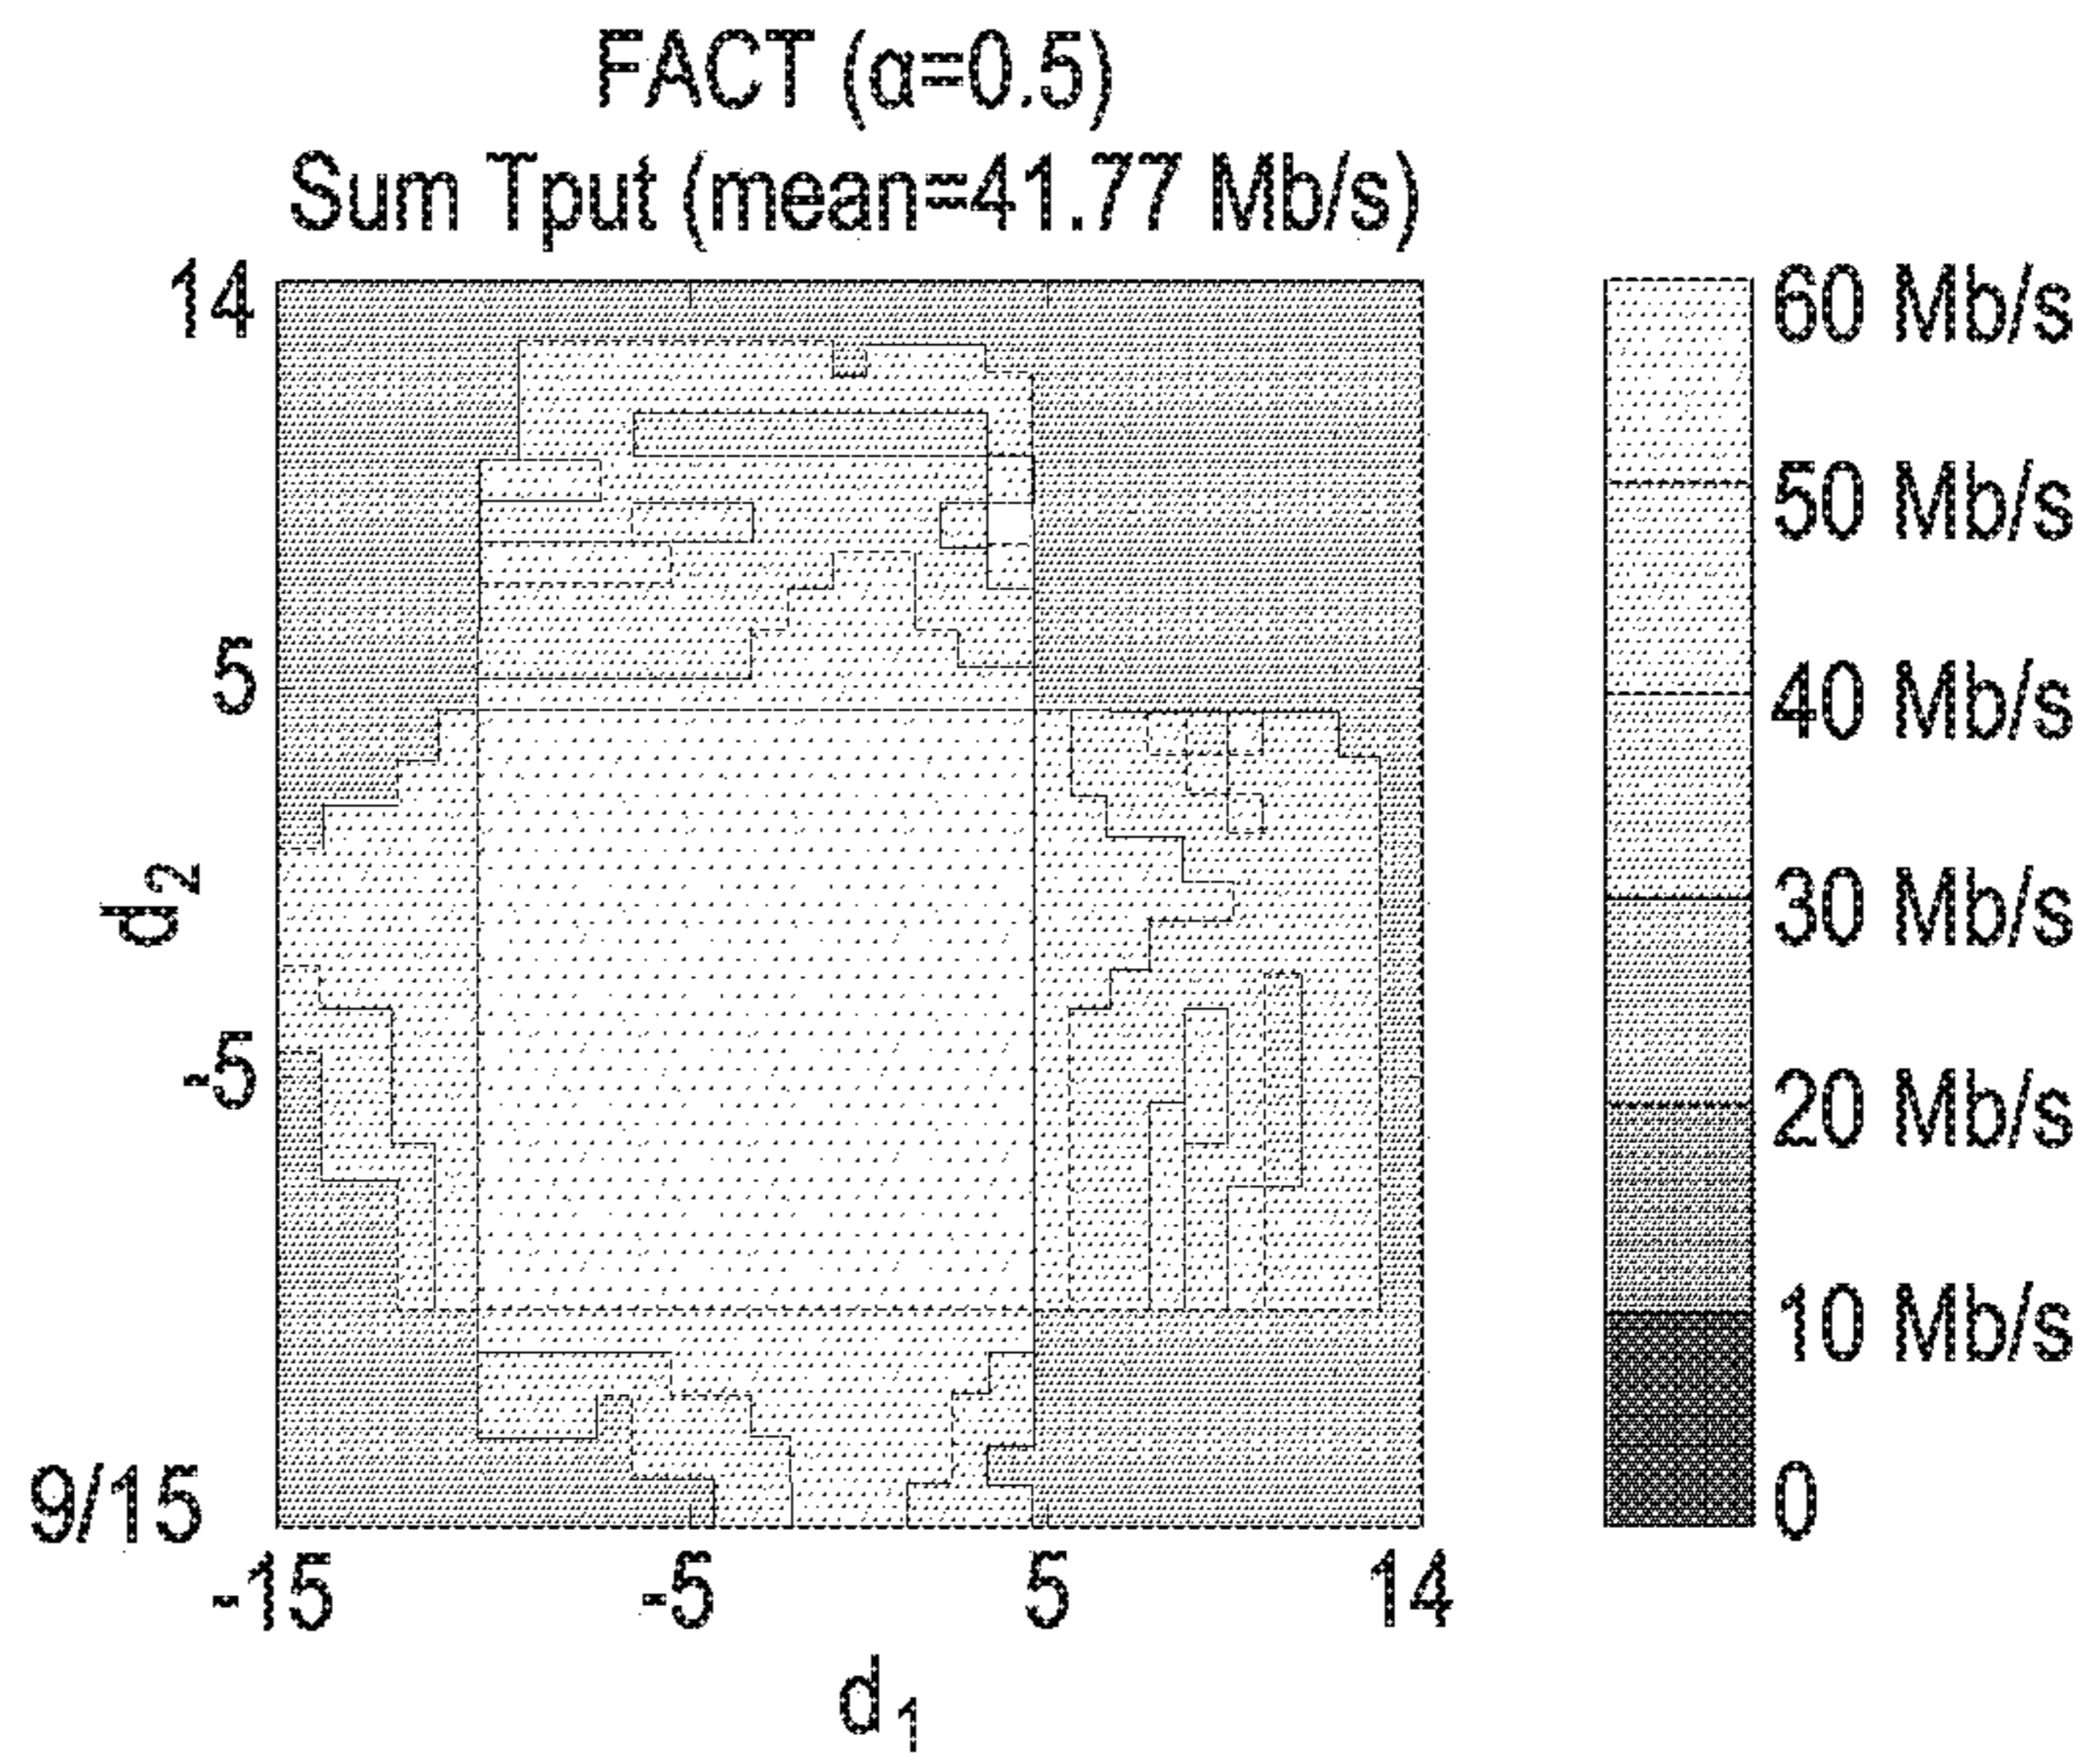 FACT (α=0.5)
Sum Tput (mean=41.77 Mb/s)
14
5
-5
9/15
d2
-15
-5
5
14
d1
60 Mb/s
50 Mb/s
40 Mb/s
30 Mb/s
20 Mb/s
10 Mb/s
0